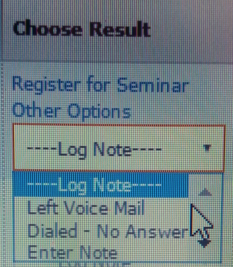 Choose Result
Register for Seminar
Other Options
----Log Note----
----Log Note----
Left Voice Mail
Dialed - No Answer
Enter Note